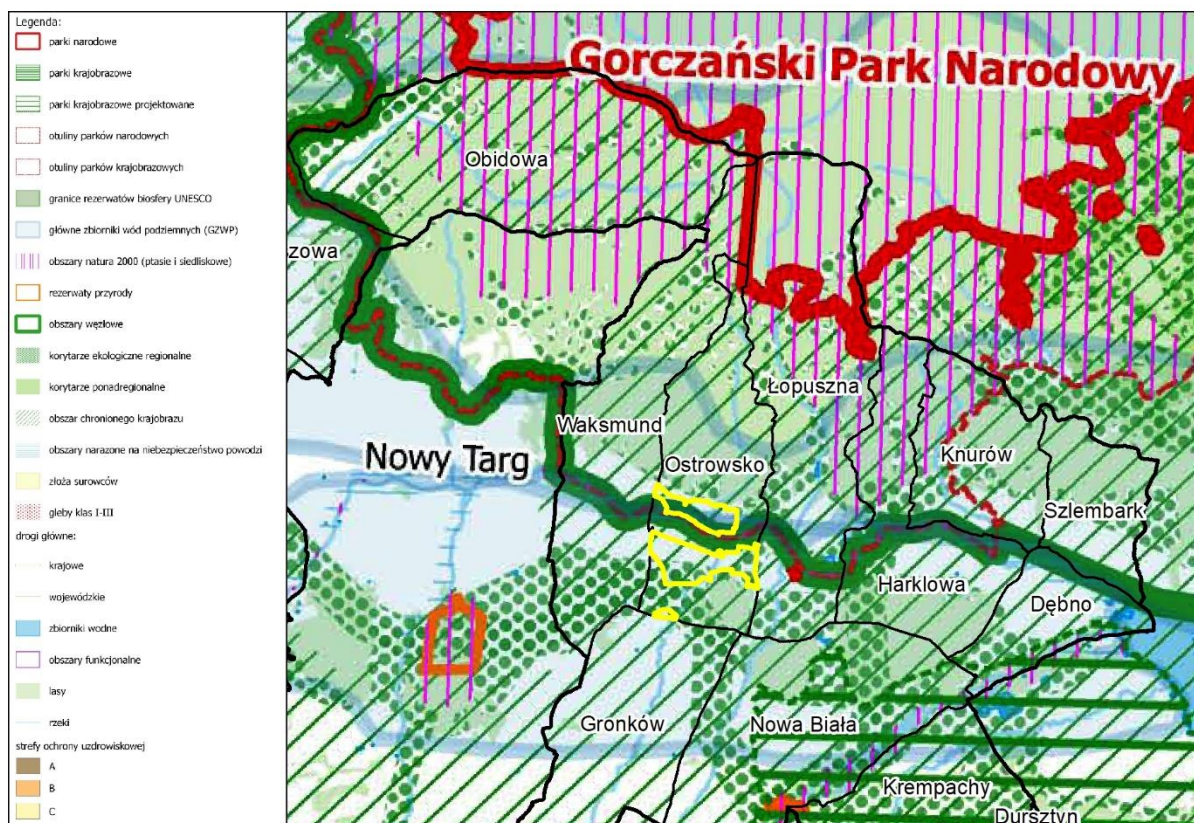 Legenda:
parki narodowe
parki krajobrazowe
parki krajobrazowe projektowane
otuliny parków narodowych
otuliny parków krajobrazowych
granice rezerwatów biosfery UNESCO
główne zbiorniki wód podziemnych (GZWP)
obszary natura 2000 (ptasie i siedliskowe)
rezerwaty przyrody
obszary węzłowe
korytarze ekologiczne regionalne
korytarze ponadregionalne
obszar chronionego krajobrazu
obszary narazone na niebezpieczeństwo powodzi
złoża surowców
gleby klas I-III
drogi główne:
krajowe
wojewódzkie
zbiorniki wodne
obszary funkcjonalne
lasy
rzeki
strefy ochrony uzdrowiskowej
A
B
C
Gorczański Park Narodowy
Obidowa
zowa
Łopuszna
Waksmund
Nowy Targ
Ostrowsko
Knurów
Szlembark
Harklowa
Dębno
Gronków
Nowa Biała
Krempachy
Dursztyn